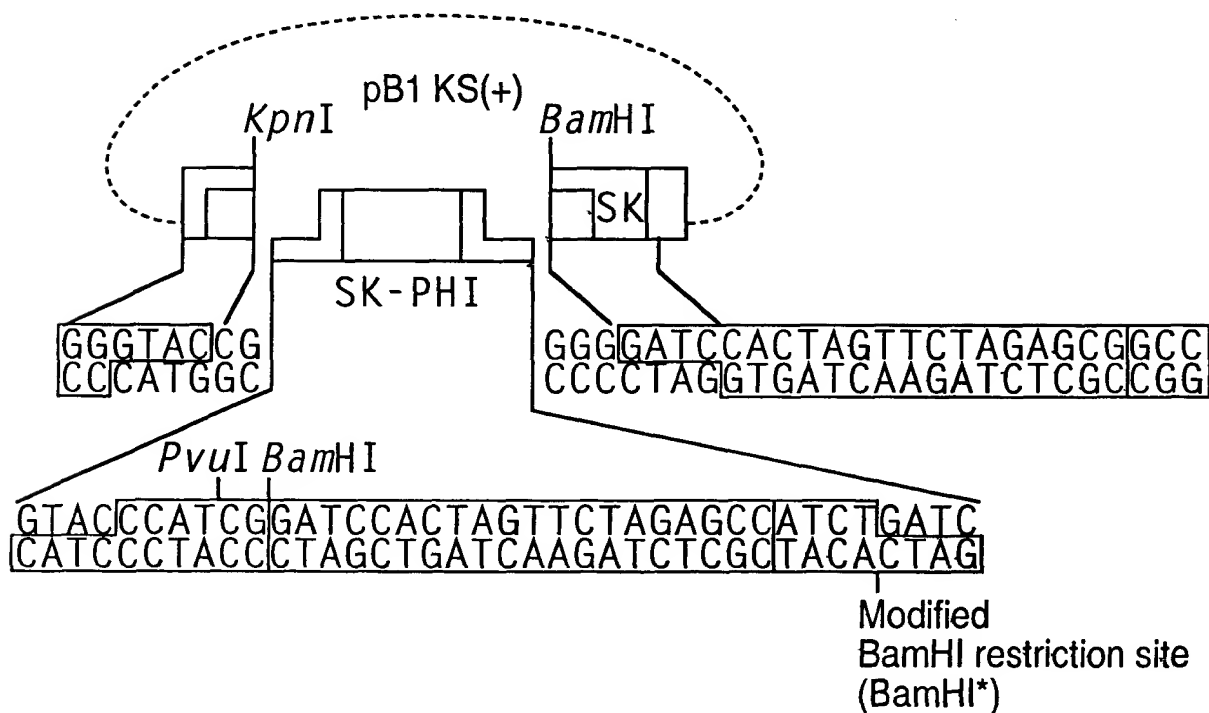 pB1 KS(+)
KpnI
BamHI
SK
SK-PHI
GGGTACCG
CCCATGGC
GGGGATCCACTAGTTCTAGAGCGGCC
CCCCTAGGTGATCAAGATCTCGCCGG
PvuI BamHI
GTACCCATCGGGATCCACTAGTTCTAGAGCCATCTGATC
CATCCCTACCCTAGCTGATCAAGATCTCGCTACACTAG
Modified
BamHI restriction site
(BamHI*)